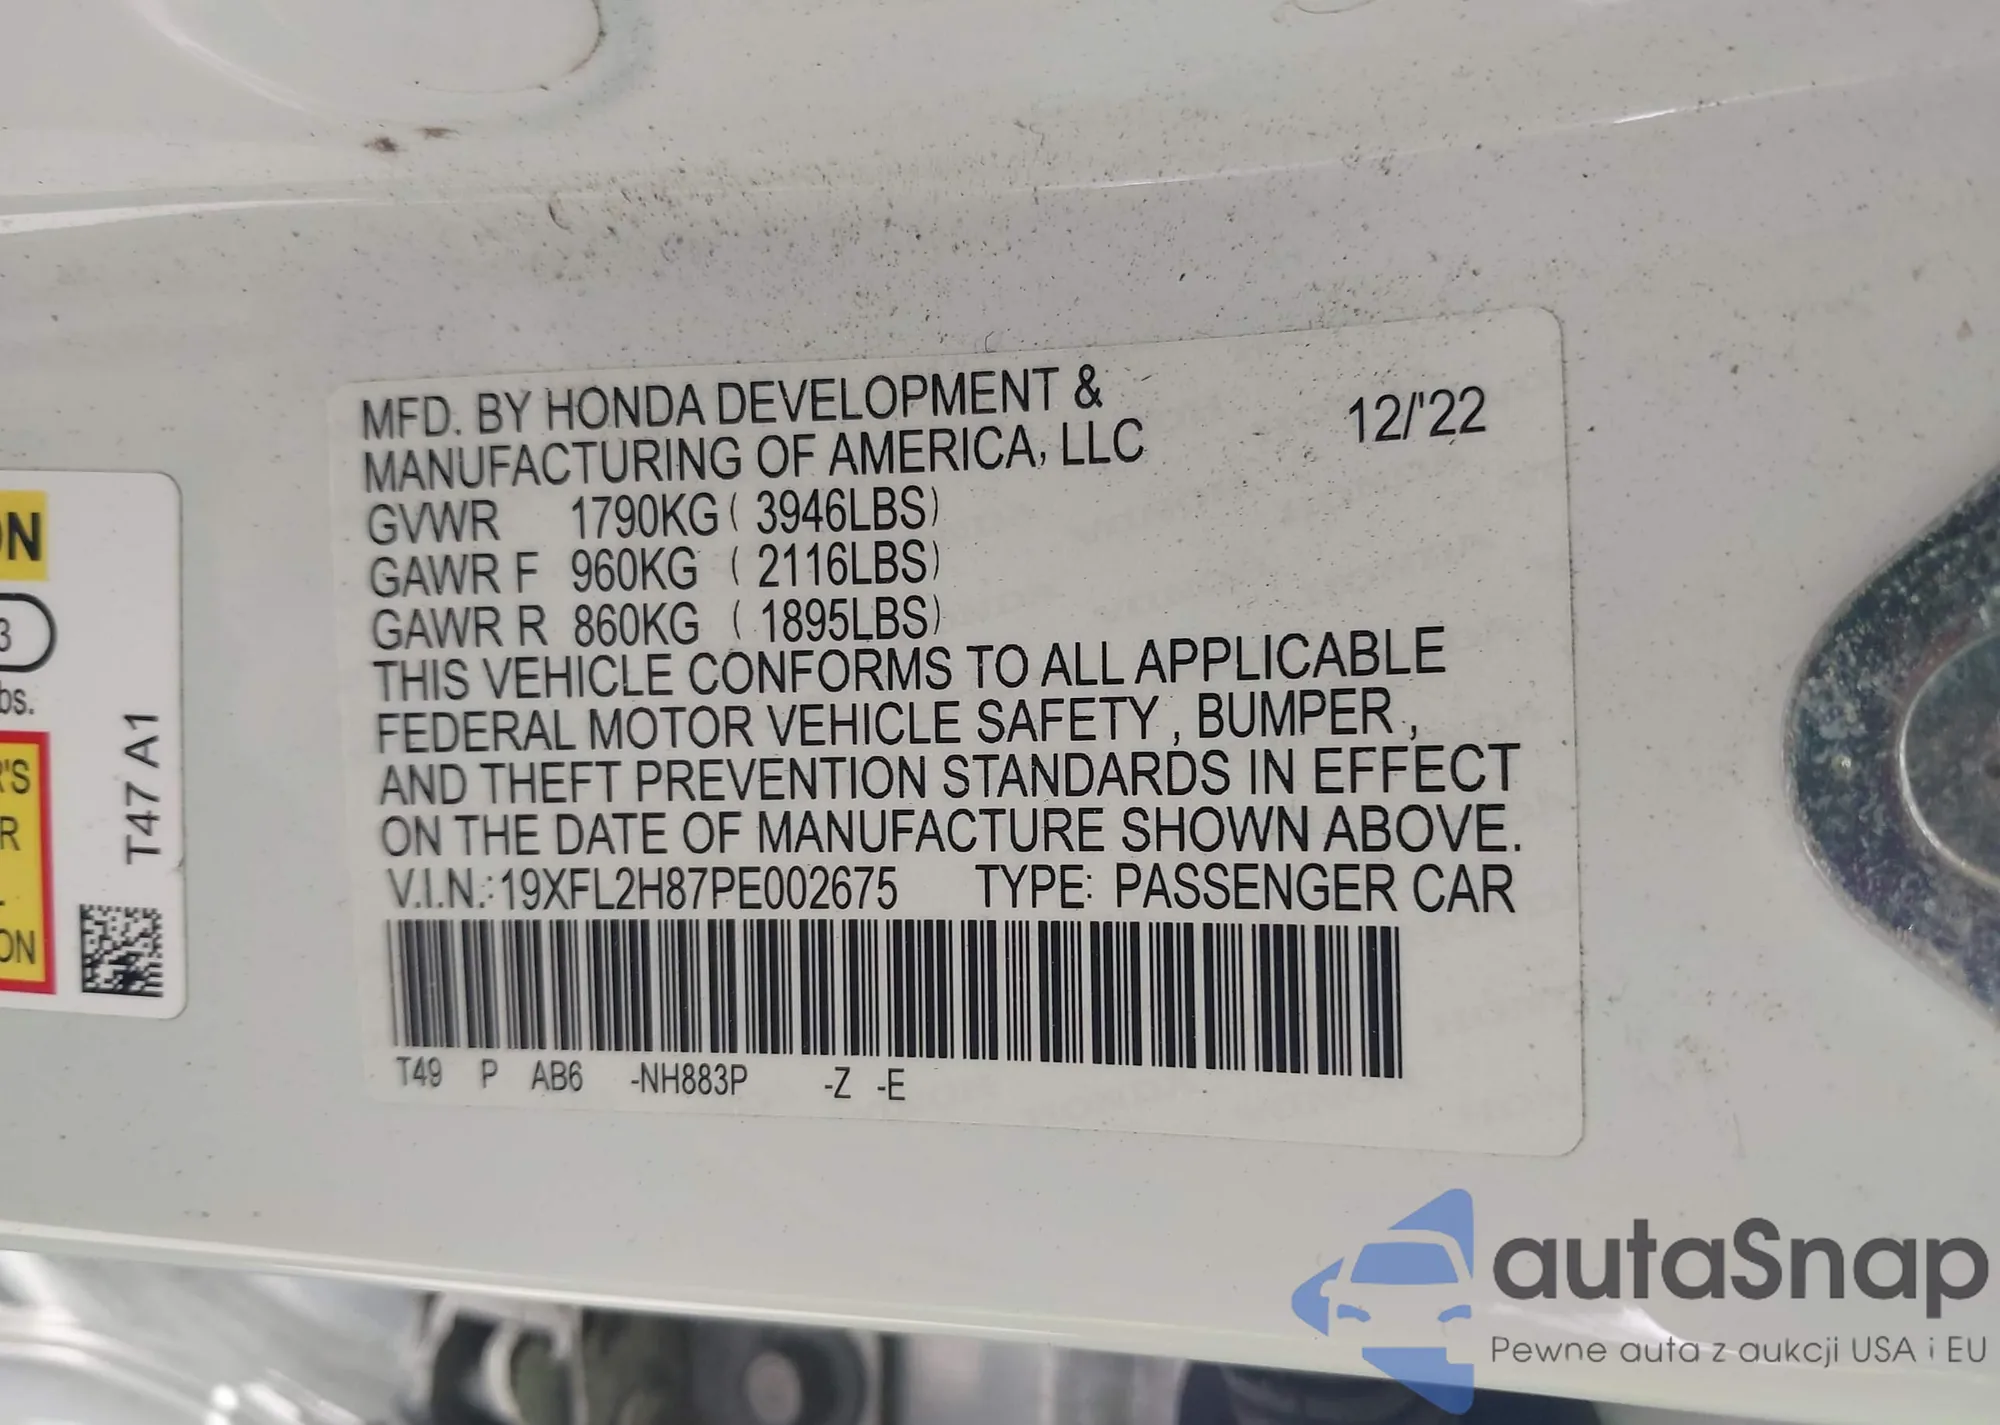 MFD. BY HONDA DEVELOPMENT &
MANUFACTURING OF AMERICA, LLC
12/'22
GVWR 1790KG ( 3946LBS)
GAWR F 960KG ( 2116LBS)
GAWR R 860KG ( 1895LBS)
THIS VEHICLE CONFORMS TO ALL APPLICABLE
FEDERAL MOTOR VEHICLE SAFETY , BUMPER ,
AND THEFT PREVENTION STANDARDS IN EFFECT
ON THE DATE OF MANUFACTURE SHOWN ABOVE.
V.I.N.: 19XFL2H87PE002675 TYPE: PASSENGER CAR
T49 P AB6 -NH883P -Z -E
T47 A1
autaSnap
Pewne auta z aukcji USA i EU